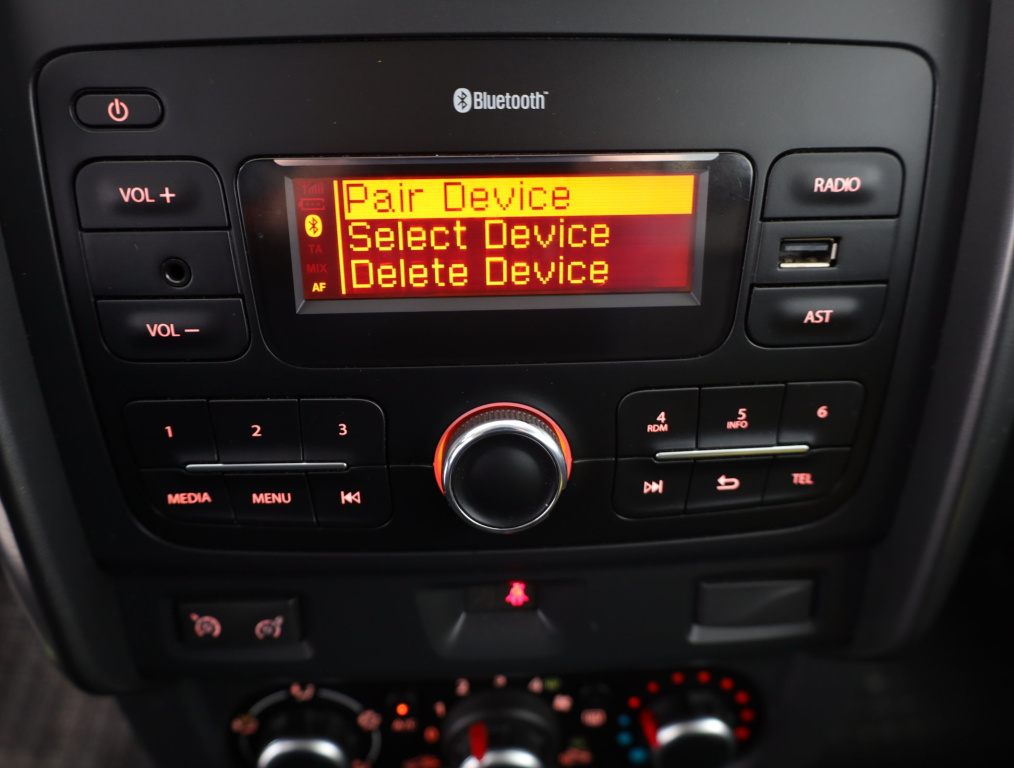 Bluetooth™
VOL +
Pair Device
Select Device
Delete Device
TA
MIX
AF
VOL −
RADIO
AST
1
2
3
4
RDM
5
INFO
6
MEDIA
MENU
TEL